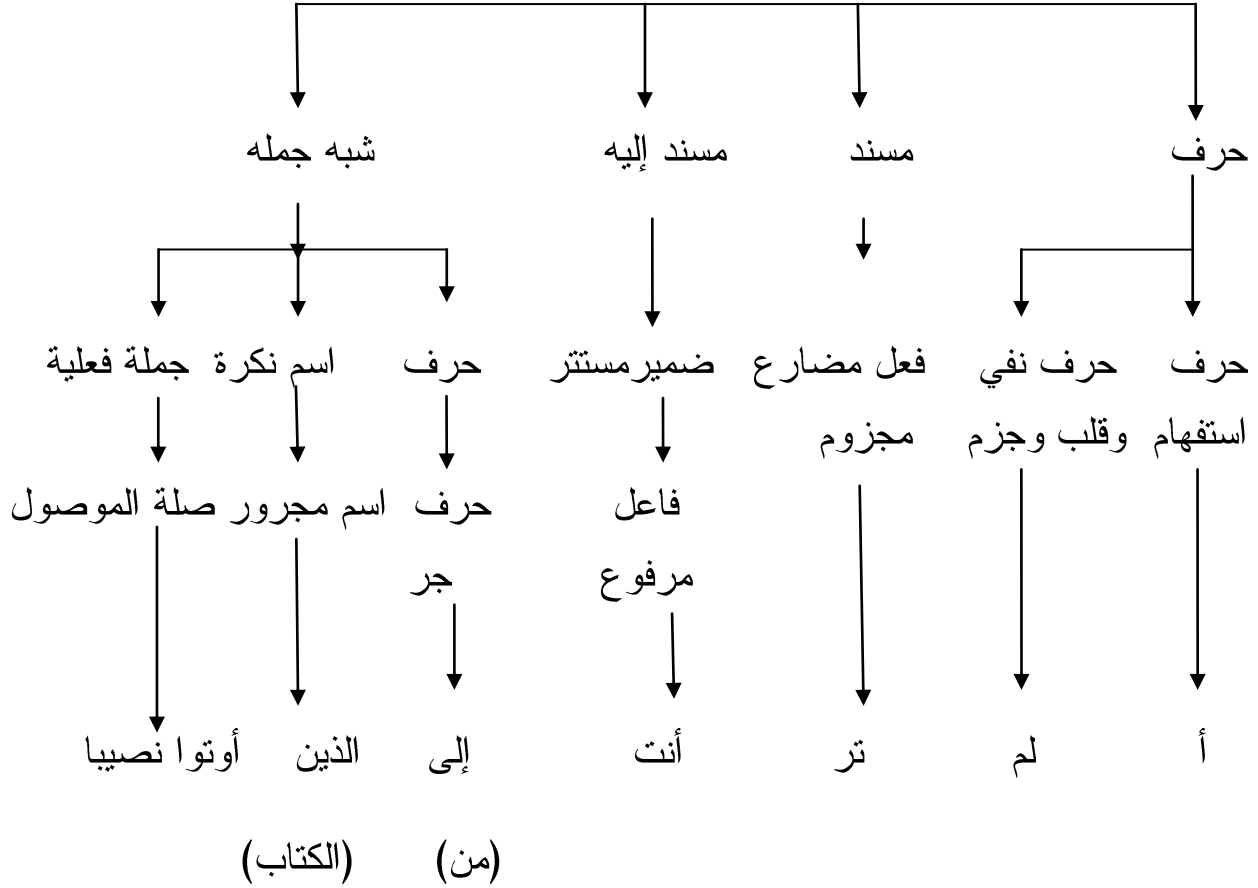 حرف مسند مسند إليه شبه جمله
حرف حرف نفي فعل مضارع ضميرمستتر حرف اسم نكرة جملة فعلية
استفهام وقلب وجزم مجزوم
فاعل حرف اسم مجرور صلة الموصول
مرفوع جر
أ لم تر أنت إلى الذين أوتوا نصيبا
(من) (الكتاب)